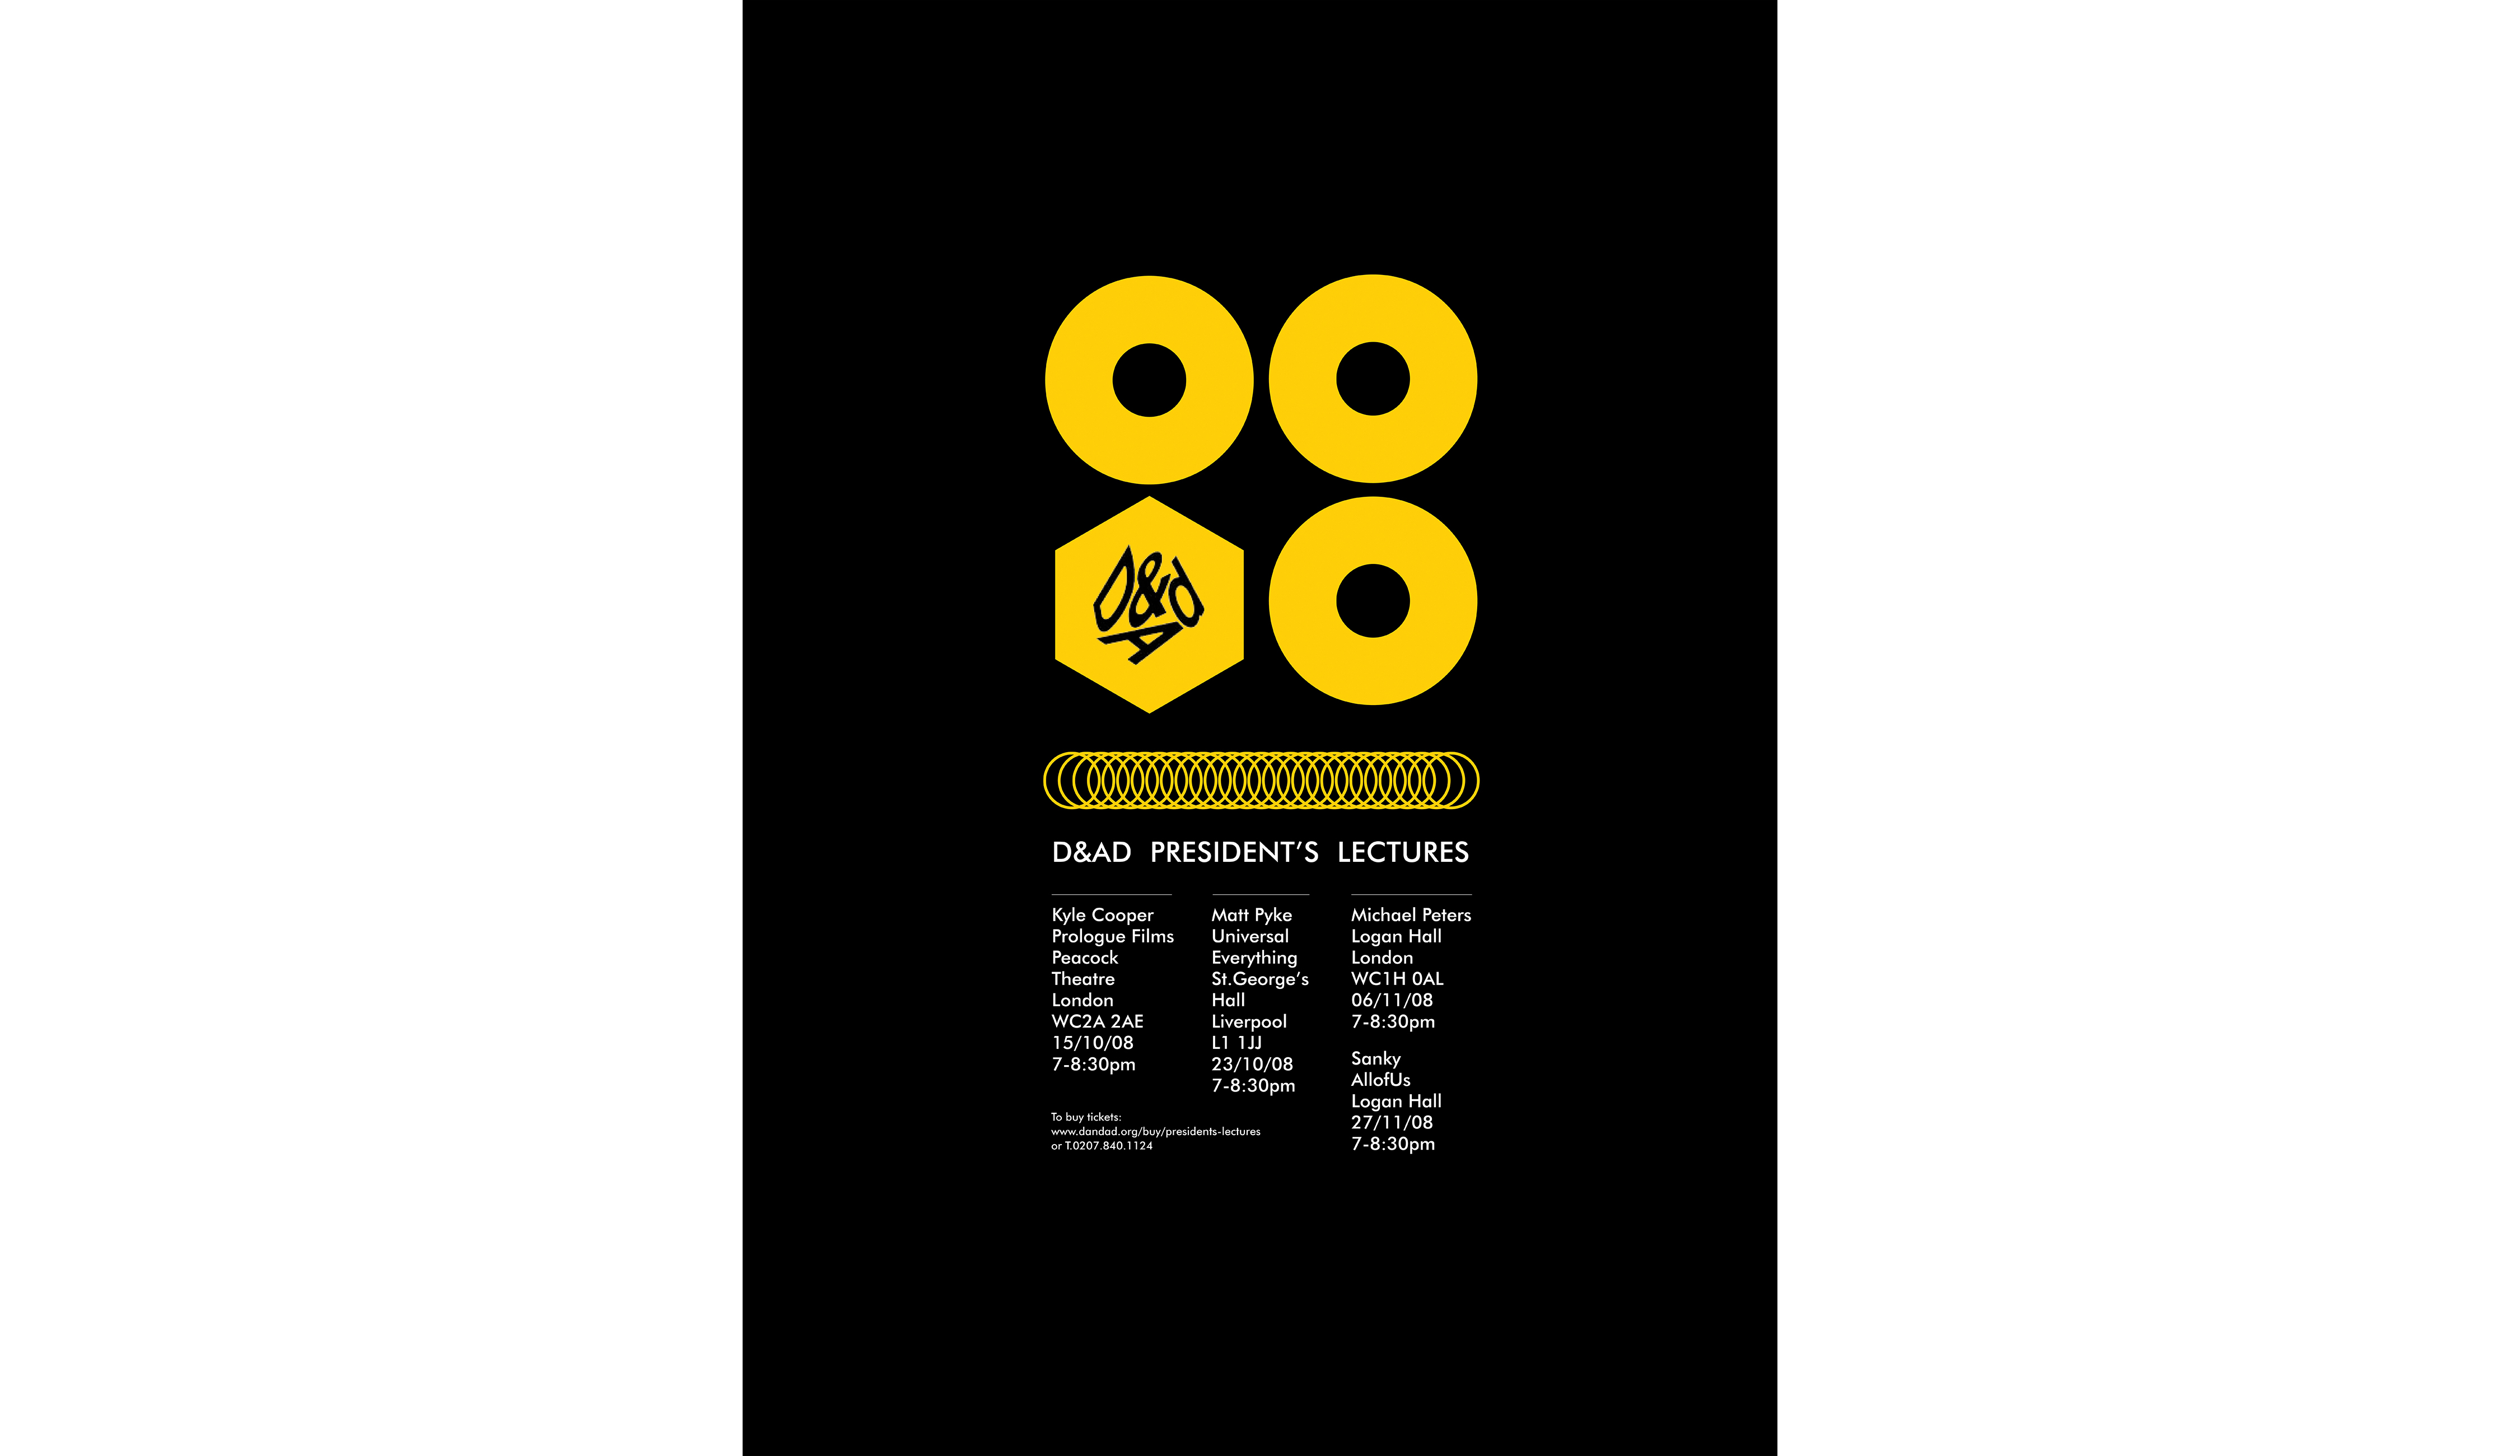 D&AD
D&AD PRESIDENT’S LECTURES
Kyle Cooper
Prologue Films
Peacock
Theatre
London
WC2A 2AE
15/10/08
7-8:30pm
Matt Pyke
Universal
Everything
St.George’s
Hall
Liverpool
L1 1JJ
23/10/08
7-8:30pm
Michael Peters
Logan Hall
London
WC1H 0AL
06/11/08
7-8:30pm
Sanky
AllofUs
Logan Hall
27/11/08
7-8:30pm
To buy tickets:
www.dandad.org/buy/presidents-lectures
or T.0207.840.1124